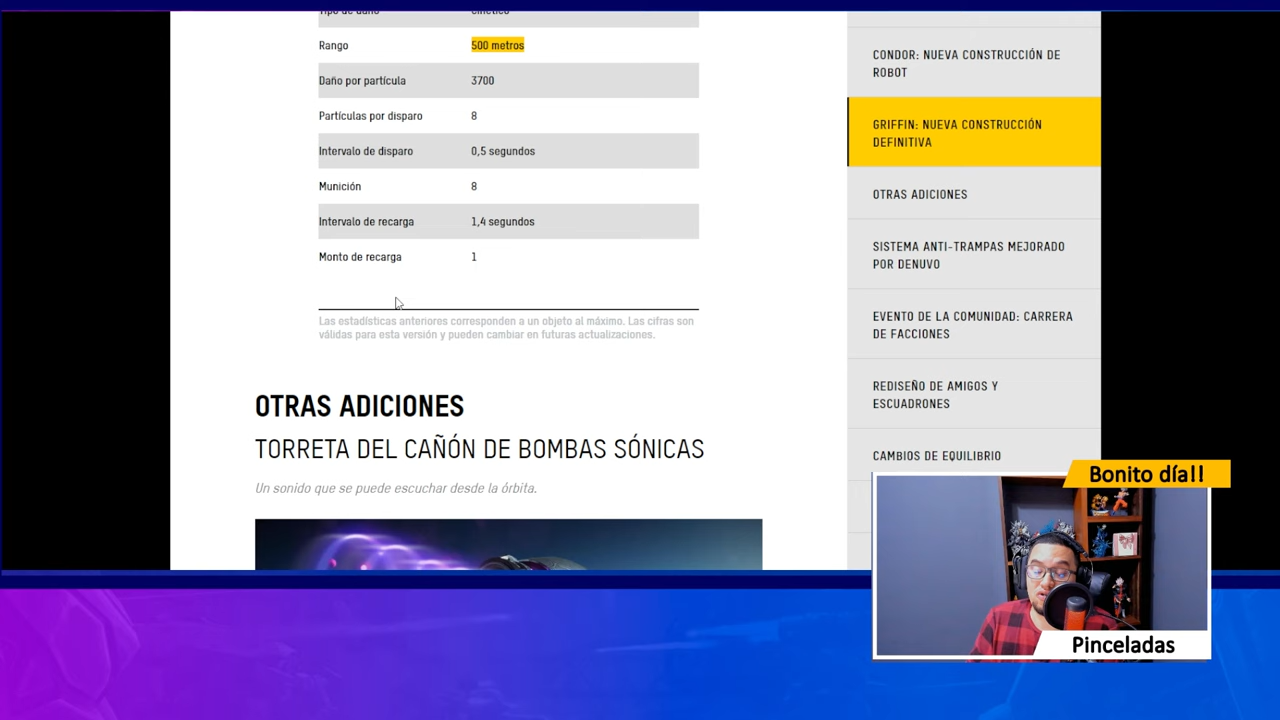 Tipo de daño Cinético
Rango 500 metros
Daño por partícula 3700
Partículas por disparo 8
Intervalo de disparo 0,5 segundos
Munición 8
Intervalo de recarga 1,4 segundos
Monto de recarga 1
Las estadísticas anteriores corresponden a un objeto al máximo. Las cifras son
válidas para esta versión y pueden cambiar en futuras actualizaciones.
OTRAS ADICIONES
TORRETA DEL CAÑÓN DE BOMBAS SÓNICAS
Un sonido que se puede escuchar desde la órbita.
CONDOR: NUEVA CONSTRUCCIÓN DE
ROBOT
GRIFFIN: NUEVA CONSTRUCCIÓN
DEFINITIVA
OTRAS ADICIONES
SISTEMA ANTI-TRAMPAS MEJORADO
POR DENUVO
EVENTO DE LA COMUNIDAD: CARRERA
DE FACCIONES
REDISEÑO DE AMIGOS Y
ESCUADRONES
CAMBIOS DE EQUILIBRIO
Bonito día!!
Pinceladas